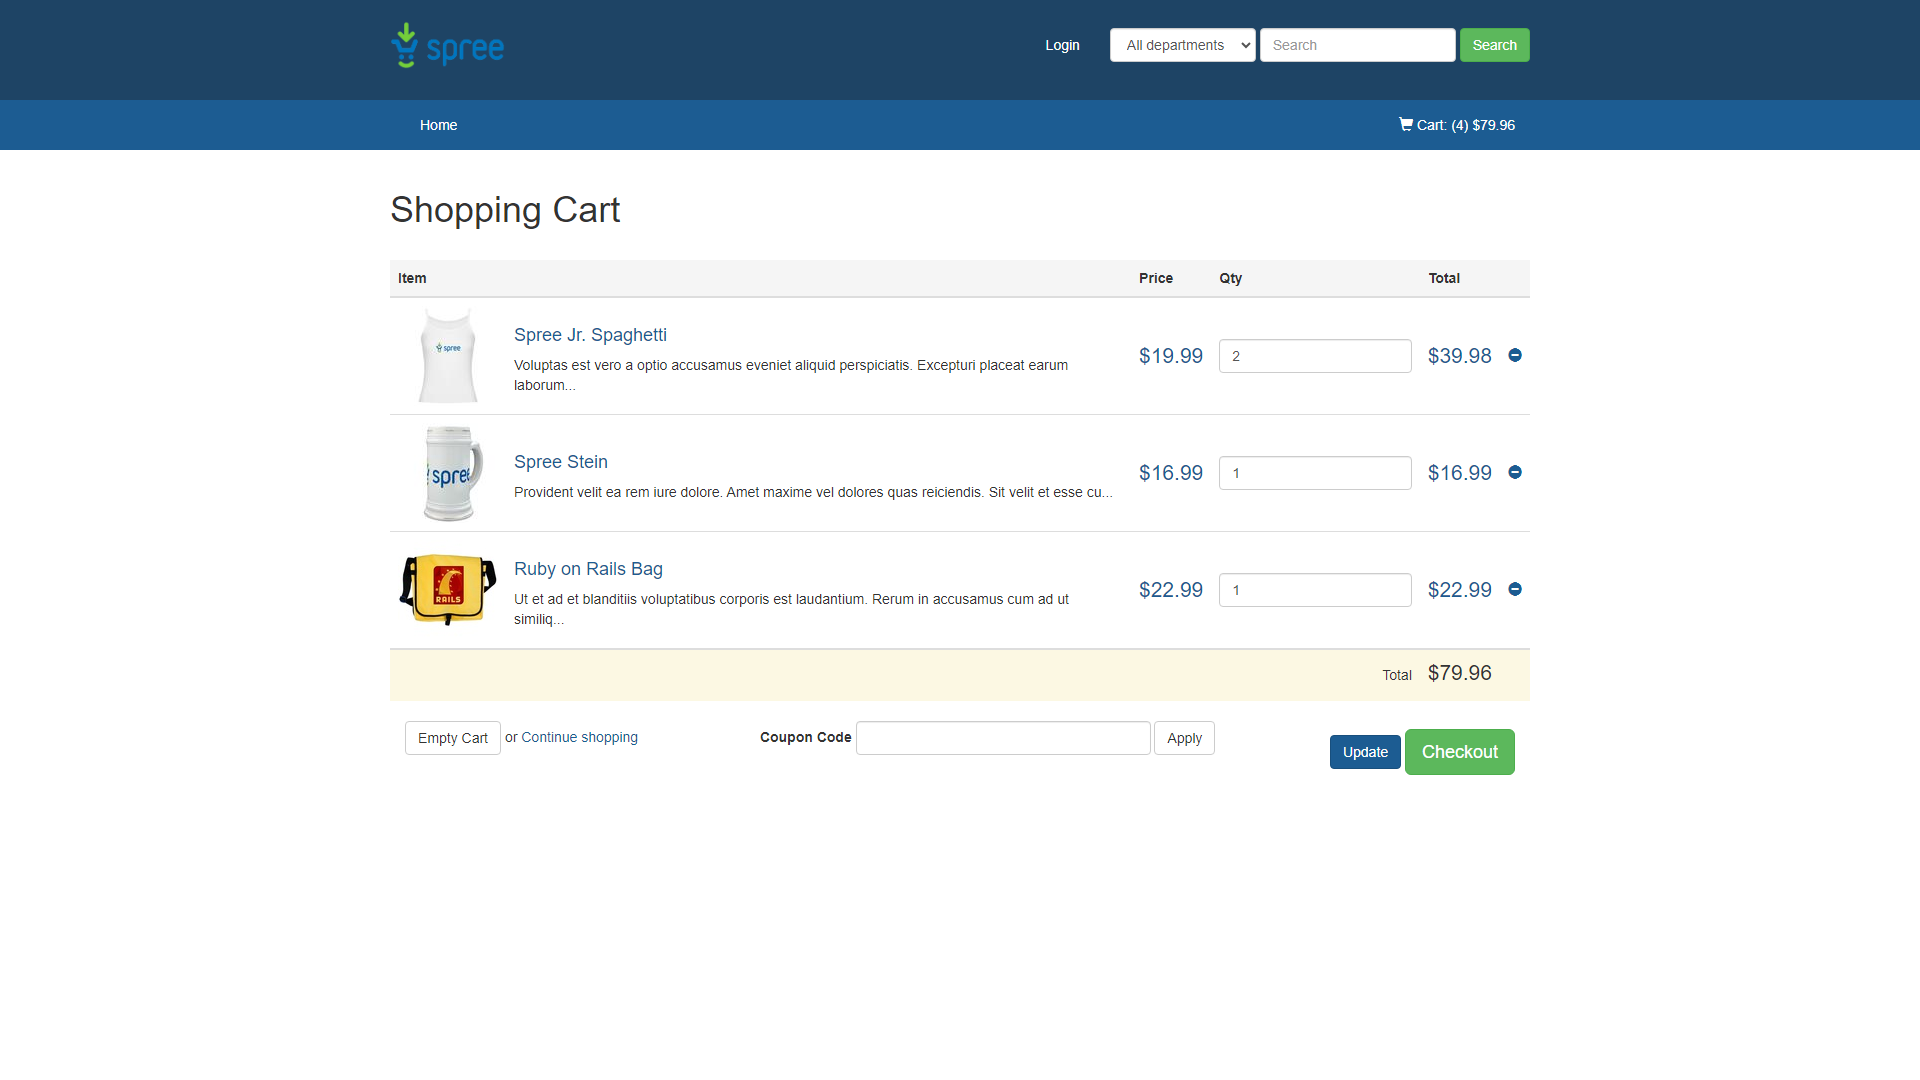 spree
Login
All departments
Search
Search
Home
Cart: (4) $79.96
Shopping Cart
Item
Price
Qty
Total
spree
Spree Jr. Spaghetti
Voluptas est vero a optio accusamus eveniet aliquid perspiciatis. Excepturi placeat earum
laborum...
$19.99
2
$39.98
spree
Spree Stein
Provident velit ea rem iure dolore. Amet maxime vel dolores quas reiciendis. Sit velit et esse cu...
$16.99
1
$16.99
RAILS
Ruby on Rails Bag
Ut et ad et blanditiis voluptatibus corporis est laudantium. Rerum in accusamus cum ad ut
similiq...
$22.99
1
$22.99
Total
$79.96
Empty Cart or Continue shopping
Coupon Code
Apply
Update
Checkout